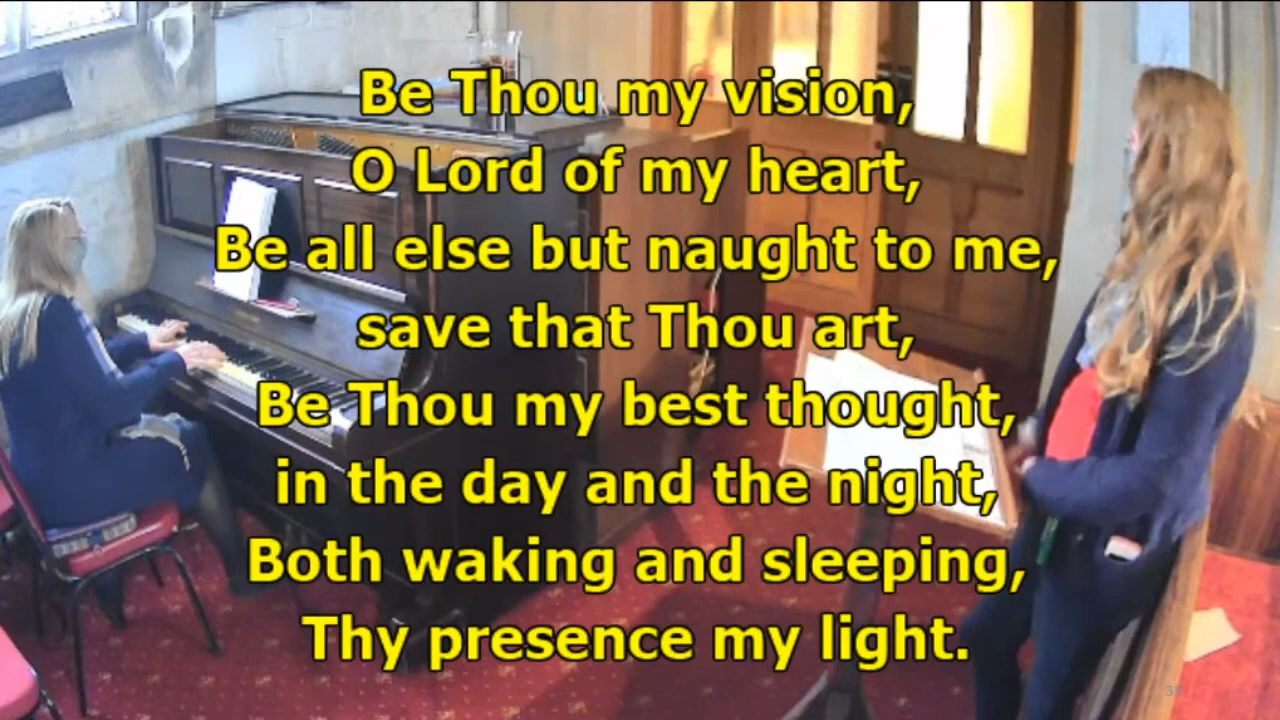 Be Thou my vision,
O Lord of my heart,
Be all else but naught to me,
save that Thou art,
Be Thou my best thought,
in the day and the night,
Both waking and sleeping,
Thy presence my light.